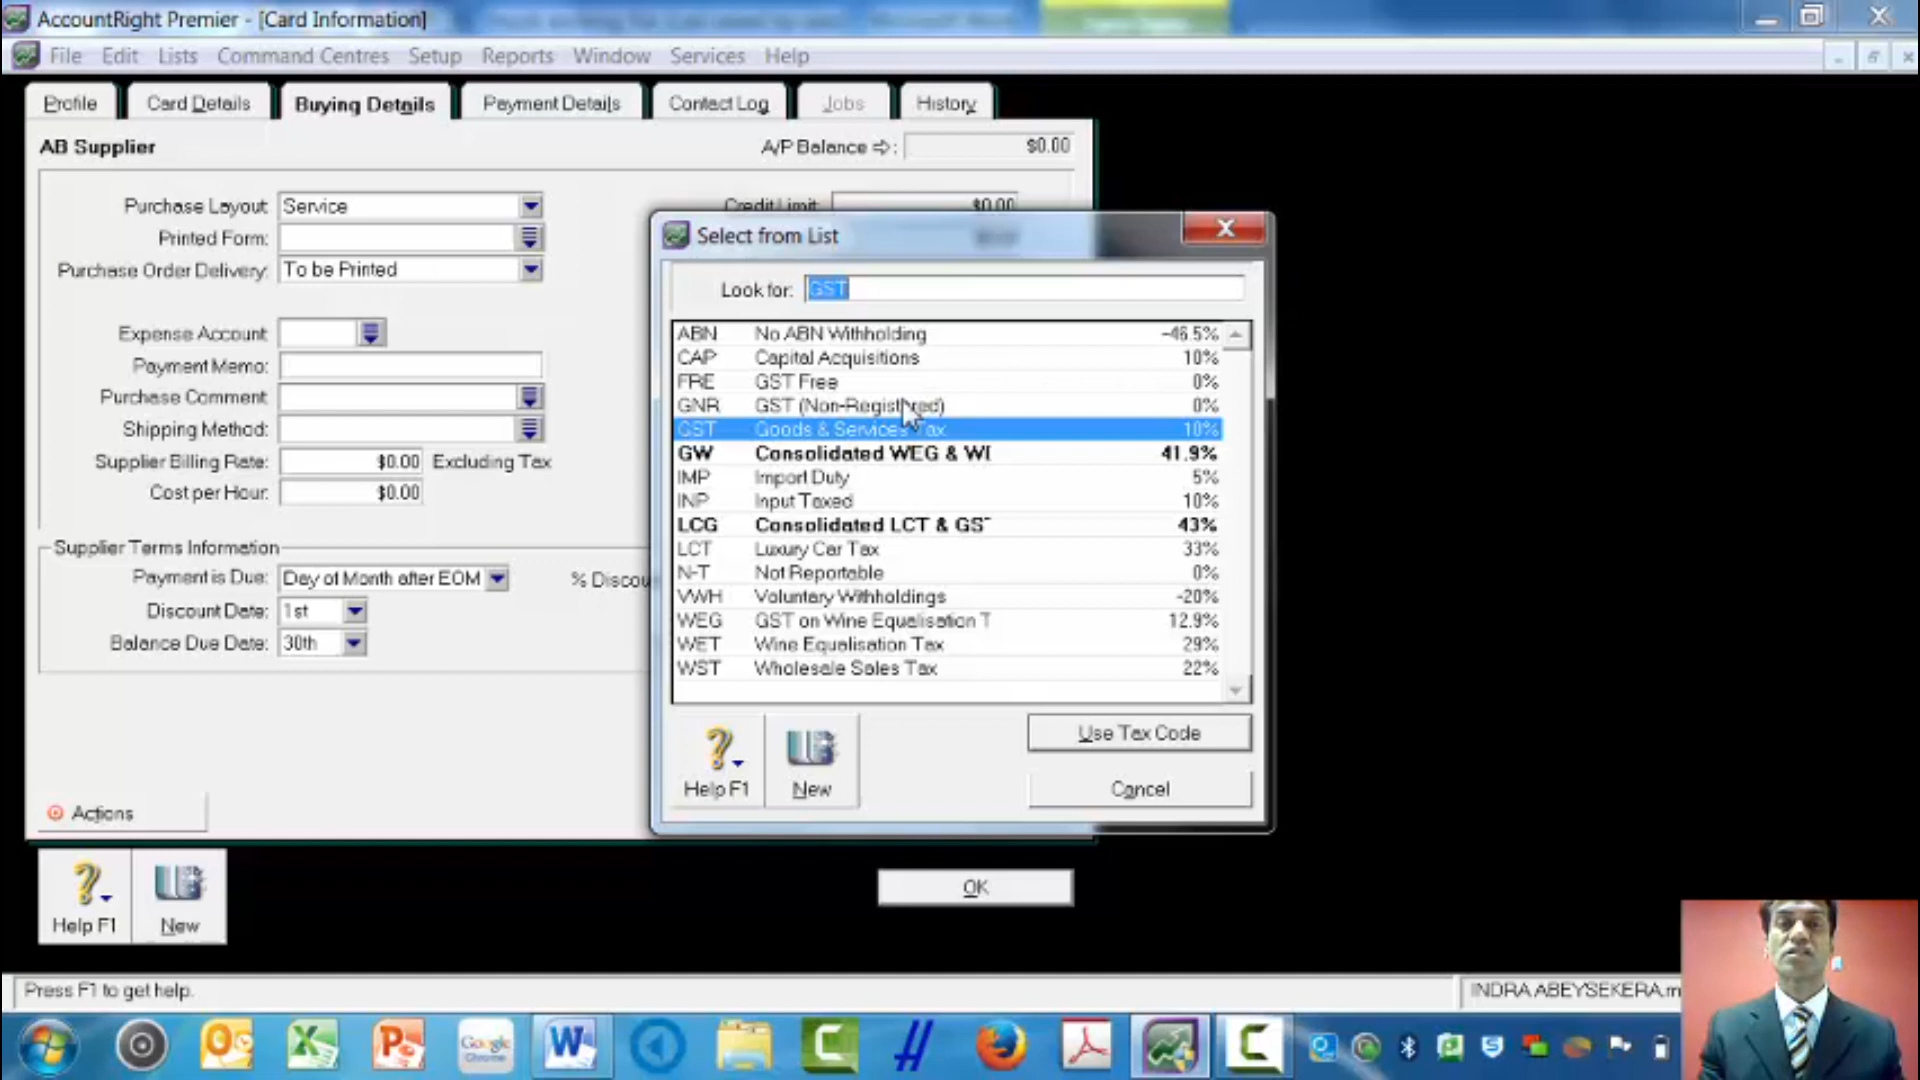 AccountRight Premier - [Card Information]
File Edit Lists Command Centres Setup Reports Window Services Help
Profile Card Details Buying Details Payment Details Contact Log Jobs History
AB Supplier A/P Balance ⇨: $0.00
Purchase Layout: Service Credit Limit: $0.00
Printed Form:
Purchase Order Delivery: To be Printed
Expense Account:
Payment Memo:
Purchase Comment:
Shipping Method:
Supplier Billing Rate: $0.00 Excluding Tax
Cost per Hour: $0.00
Supplier Terms Information
Payment is Due: Day of Month after EOM
Discount Date: 1st
Balance Due Date: 30th
Actions
Select from List
Look for: GST
ABN No ABN Withholding -46.5%
CAP Capital Acquisitions 10%
FRE GST Free 0%
GNR GST (Non-Registered) 0%
GST Goods & Services Tax 10%
GW Consolidated WEG & WI 41.9%
IMP Import Duty 5%
INP Input Taxed 10%
LCG Consolidated LCT & GS 43%
LCT Luxury Car Tax 33%
N-T Not Reportable 0%
VWH Voluntary Withholdings -20%
WEG GST on Wine Equalisation T 12.9%
WET Wine Equalisation Tax 29%
WST Wholesale Sales Tax 22%
Help F1 New
Use Tax Code
Cancel
OK
Help F1 New
Press F1 to get help. INDRA ABEYSEKERA.m
Google